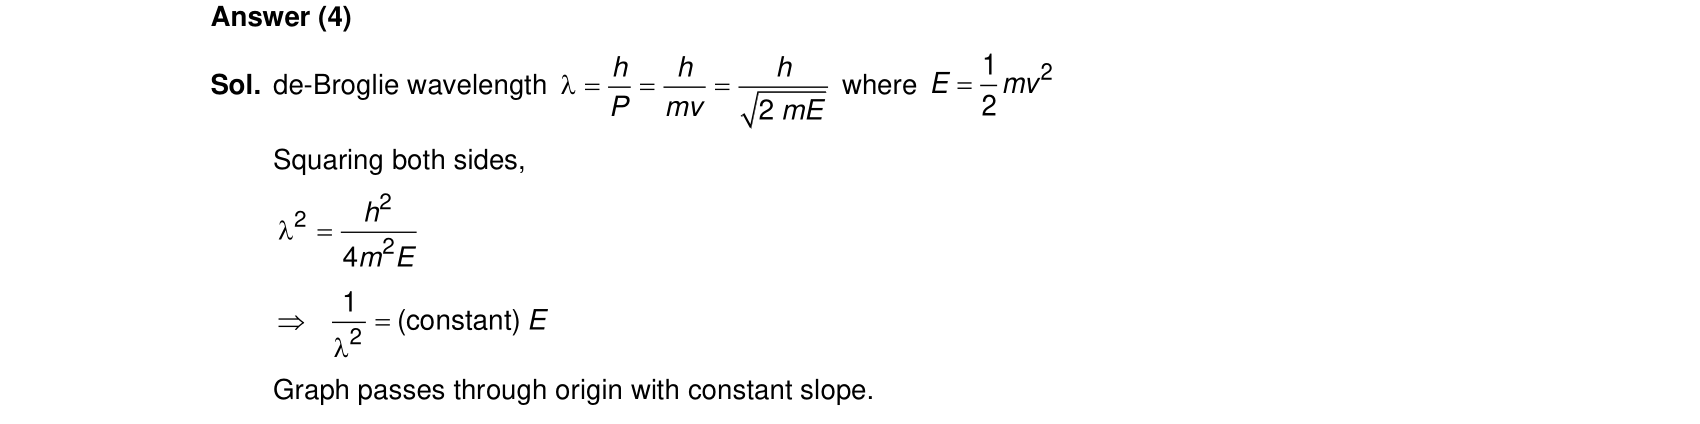 Answer (4)
Sol. de-Broglie wavelength λ = h/P = h/mv = h/√(2 mE) where E = 1/2 mv²
Squaring both sides,
λ² = h²/4m²E
⇒ 1/λ² = (constant) E
Graph passes through origin with constant slope.